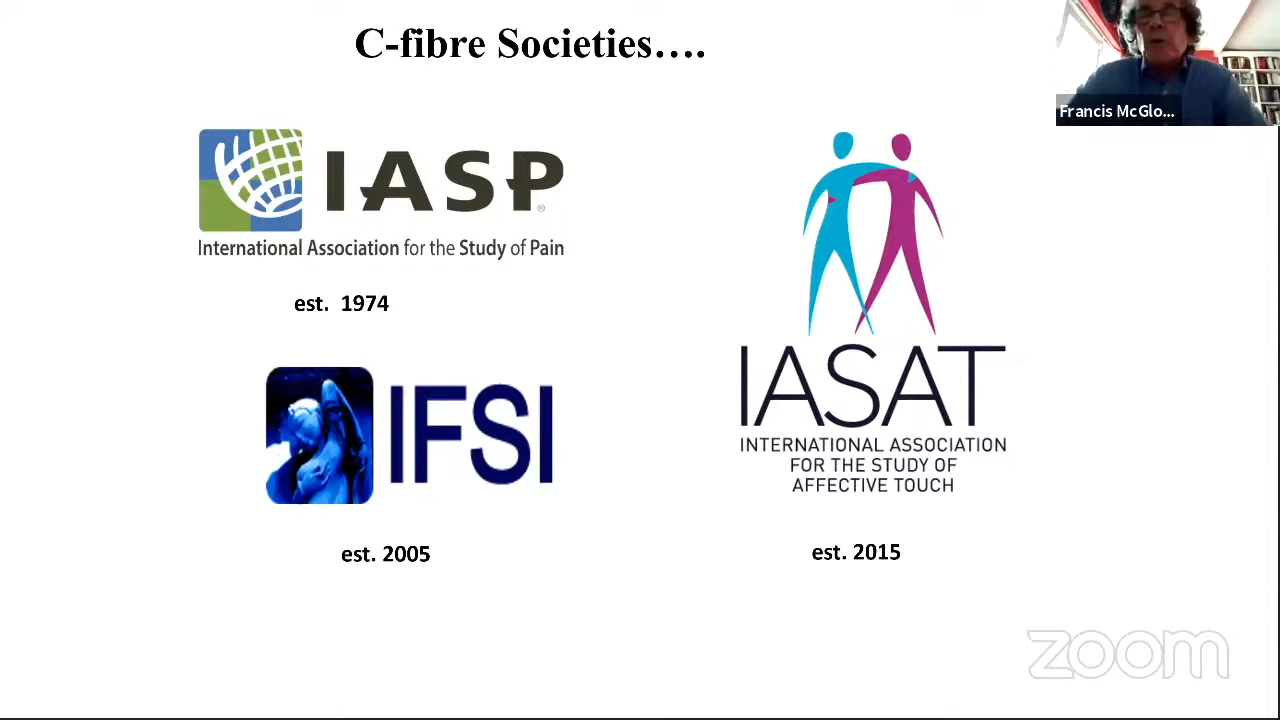 C-fibre Societies….
Francis McGlo...
IASP®
International Association for the Study of Pain
est. 1974
IFSI
est. 2005
IASAT
INTERNATIONAL ASSOCIATION
FOR THE STUDY OF
AFFECTIVE TOUCH
est. 2015
zoom